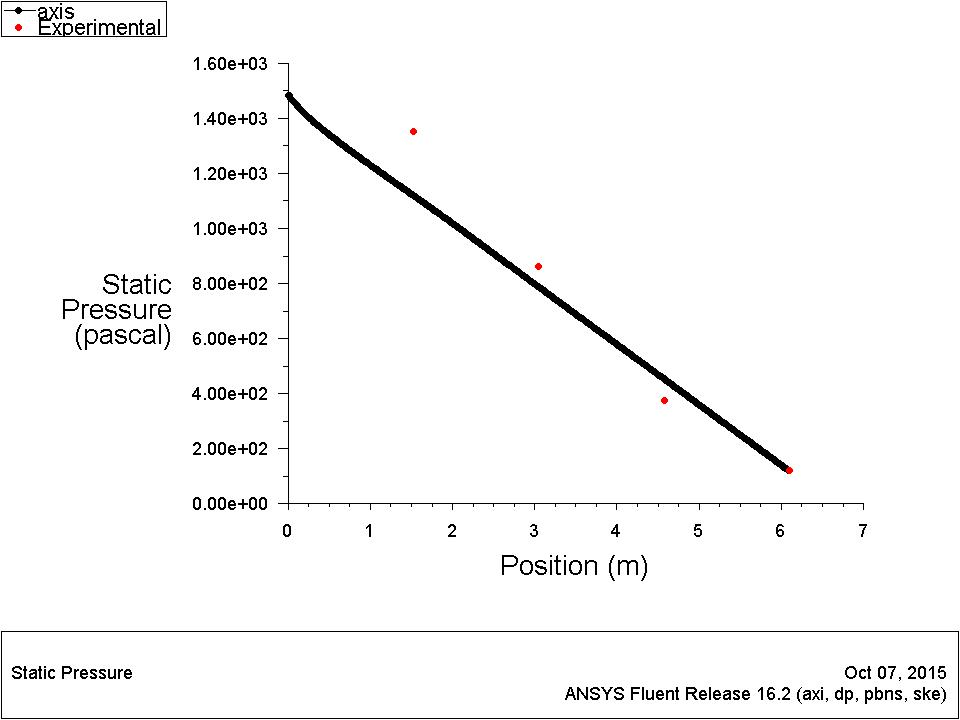 axis
Experimental
1.60e+03
1.40e+03
1.20e+03
1.00e+03
8.00e+02
6.00e+02
4.00e+02
2.00e+02
0.00e+00
Static
Pressure
(pascal)
0 1 2 3 4 5 6 7
Position (m)
Static Pressure
Oct 07, 2015
ANSYS Fluent Release 16.2 (axi, dp, pbns, ske)